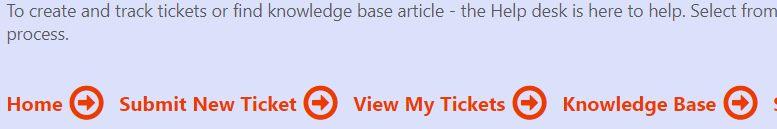 To create and track tickets or find knowledge base article - the Help desk is here to help. Select from
process.
Home Submit New Ticket View My Tickets Knowledge Base